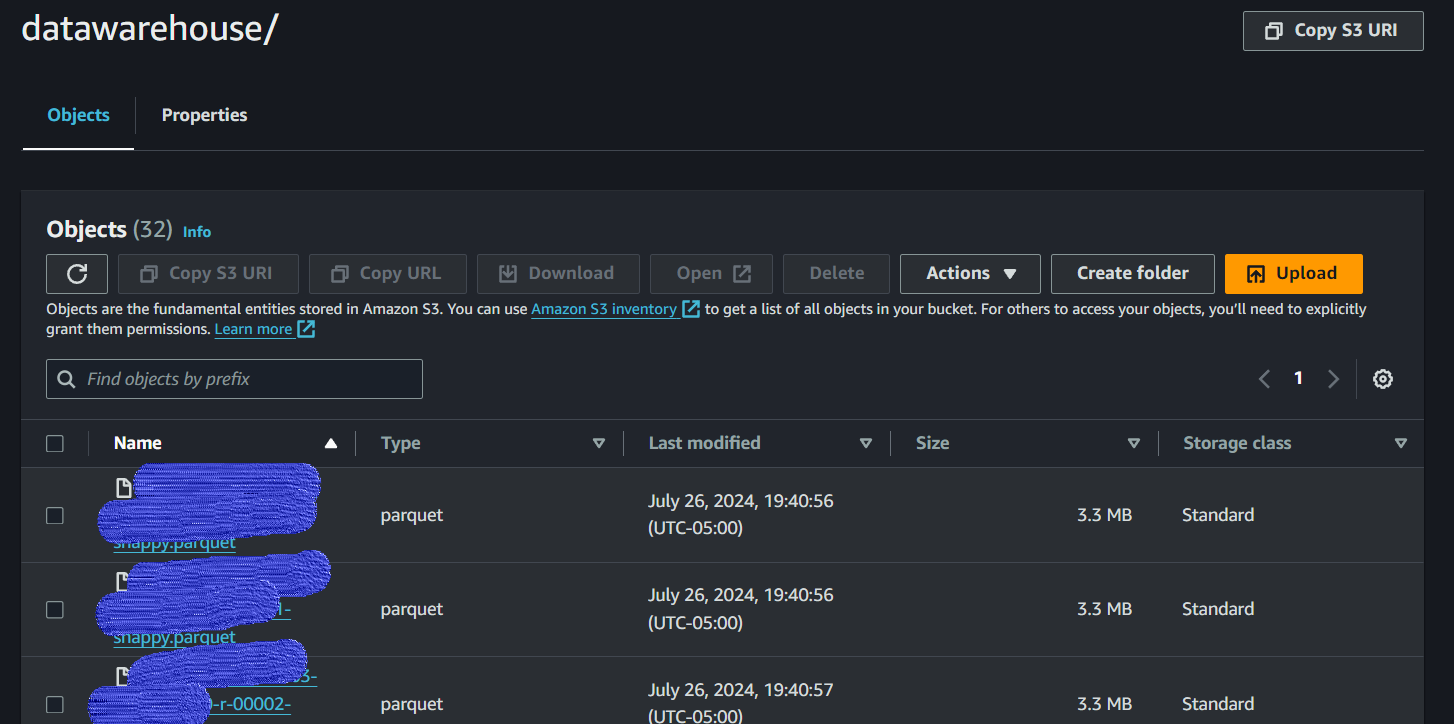 datawarehouse/
Copy S3 URI
Objects
Properties
Objects (32) Info
Copy S3 URI
Copy URL
Download
Open
Delete
Actions
Create folder
Upload
Objects are the fundamental entities stored in Amazon S3. You can use Amazon S3 inventory to get a list of all objects in your bucket. For others to access your objects, you’ll need to explicitly
grant them permissions. Learn more
Find objects by prefix
1
Name
Type
Last modified
Size
Storage class
snappy.parquet
parquet
July 26, 2024, 19:40:56
(UTC-05:00)
3.3 MB
Standard
snappy.parquet
parquet
July 26, 2024, 19:40:56
(UTC-05:00)
3.3 MB
Standard
-r-00002-
parquet
July 26, 2024, 19:40:57
(UTC-05:00)
3.3 MB
Standard